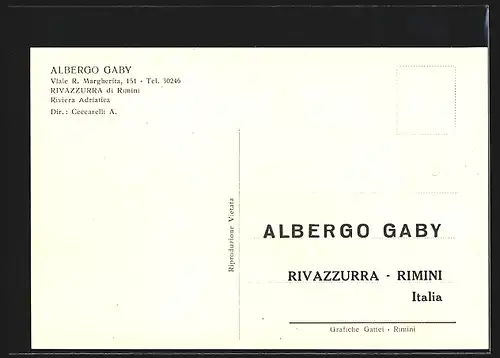 ALBERGO GABY
Viale R. Margherita, 151 - Tel. 30246
RIVAZZURRA di Rimini
Riviera Adriatica
Dir.: Ceccarelli A.
Riproduzione Vietata
ALBERGO GABY
RIVAZZURRA - RIMINI
Italia
Grafiche Gattei - Rimini